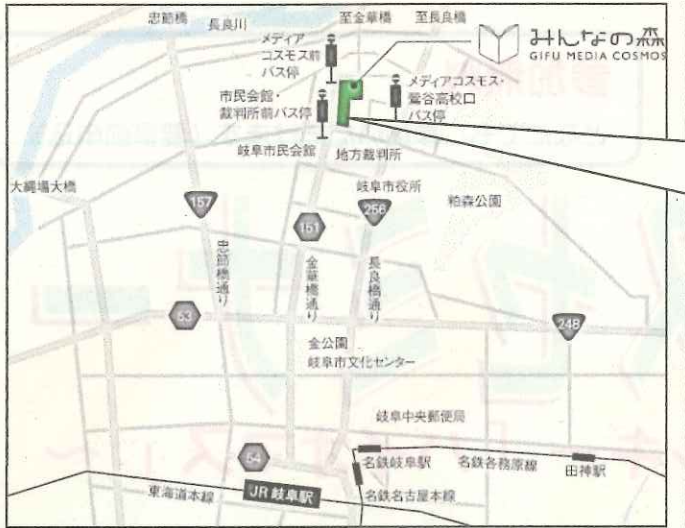 忠節橋
長良川
至金華橋
至長良橋
メディア
コスモス前
バス停
みんなの森
GIFU MEDIA COSMOS
市民会館・
裁判所前バス停
メディアコスモス・
鶯谷高校口
バス停
岐阜市民会館
地方裁判所
大縄場大橋
岐阜市役所
粕森公園
157
151
256
忠節橋通り
金華橋通り
長良橋通り
53
248
金公園
岐阜市文化センター
岐阜中央郵便局
54
名鉄岐阜駅
名鉄各務原線
田神駅
東海道本線
JR岐阜駅
名鉄名古屋本線